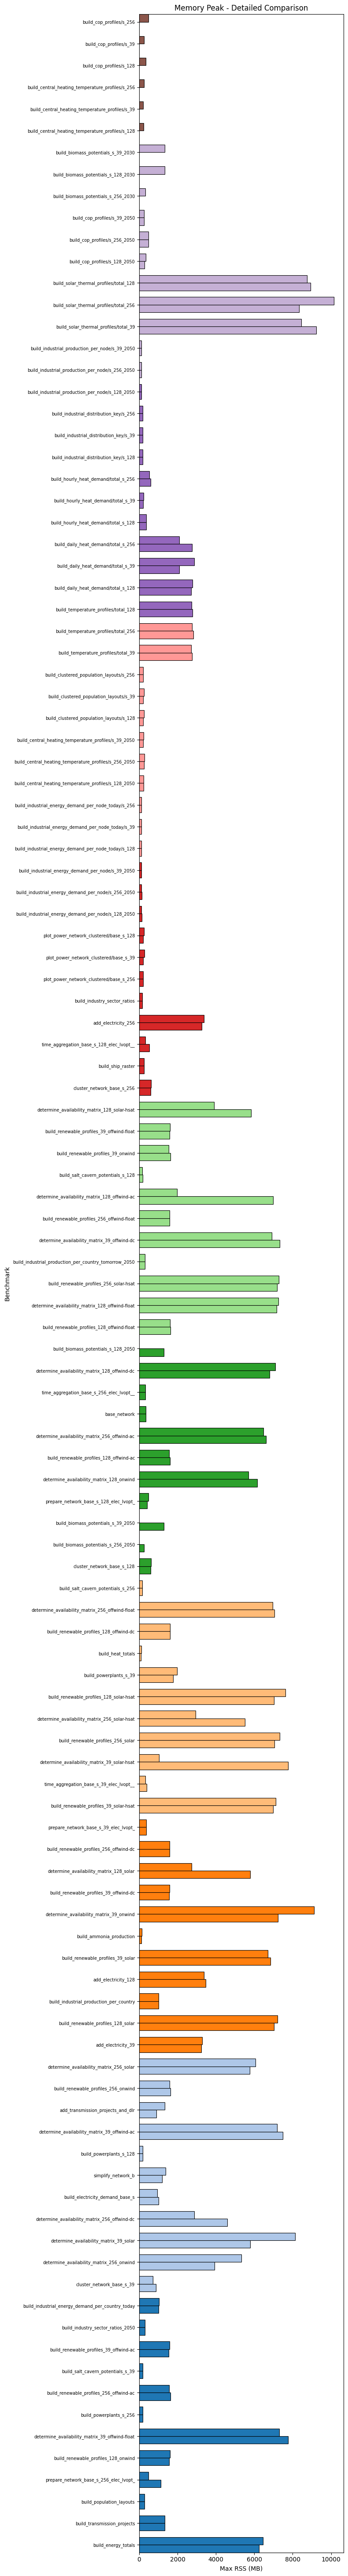 Memory Peak - Detailed Comparison
build_cop_profiles/s_256
build_cop_profiles/s_39
build_cop_profiles/s_128
build_central_heating_temperature_profiles/s_256
build_central_heating_temperature_profiles/s_39
build_central_heating_temperature_profiles/s_128
build_biomass_potentials_s_39_2030
build_biomass_potentials_s_128_2030
build_biomass_potentials_s_256_2030
build_cop_profiles/s_39_2050
build_cop_profiles/s_256_2050
build_cop_profiles/s_128_2050
build_solar_thermal_profiles/total_128
build_solar_thermal_profiles/total_256
build_solar_thermal_profiles/total_39
build_industrial_production_per_node/s_39_2050
build_industrial_production_per_node/s_256_2050
build_industrial_production_per_node/s_128_2050
build_industrial_distribution_key/s_256
build_industrial_distribution_key/s_39
build_industrial_distribution_key/s_128
build_hourly_heat_demand/total_s_256
build_hourly_heat_demand/total_s_39
build_hourly_heat_demand/total_s_128
build_daily_heat_demand/total_s_256
build_daily_heat_demand/total_s_39
build_daily_heat_demand/total_s_128
build_temperature_profiles/total_128
build_temperature_profiles/total_256
build_temperature_profiles/total_39
build_clustered_population_layouts/s_256
build_clustered_population_layouts/s_39
build_clustered_population_layouts/s_128
build_central_heating_temperature_profiles/s_39_2050
build_central_heating_temperature_profiles/s_256_2050
build_central_heating_temperature_profiles/s_128_2050
build_industrial_energy_demand_per_node_today/s_256
build_industrial_energy_demand_per_node_today/s_39
build_industrial_energy_demand_per_node_today/s_128
build_industrial_energy_demand_per_node/s_39_2050
build_industrial_energy_demand_per_node/s_256_2050
build_industrial_energy_demand_per_node/s_128_2050
plot_power_network_clustered/base_s_128
plot_power_network_clustered/base_s_39
plot_power_network_clustered/base_s_256
build_industry_sector_ratios
add_electricity_256
time_aggregation_base_s_128_elec_lvopt__
build_ship_raster
cluster_network_base_s_256
determine_availability_matrix_128_solar-hsat
build_renewable_profiles_39_offwind-float
build_renewable_profiles_39_onwind
build_salt_cavern_potentials_s_128
determine_availability_matrix_128_offwind-ac
build_renewable_profiles_256_offwind-float
determine_availability_matrix_39_offwind-dc
build_industrial_production_per_country_tomorrow_2050
build_renewable_profiles_256_solar-hsat
determine_availability_matrix_128_offwind-float
build_renewable_profiles_128_offwind-float
build_biomass_potentials_s_128_2050
determine_availability_matrix_128_offwind-dc
time_aggregation_base_s_256_elec_lvopt__
base_network
determine_availability_matrix_256_offwind-ac
build_renewable_profiles_128_offwind-ac
determine_availability_matrix_128_onwind
prepare_network_base_s_128_elec_lvopt_
build_biomass_potentials_s_39_2050
build_biomass_potentials_s_256_2050
cluster_network_base_s_128
build_salt_cavern_potentials_s_256
determine_availability_matrix_256_offwind-float
build_renewable_profiles_128_offwind-dc
build_heat_totals
build_powerplants_s_39
build_renewable_profiles_128_solar-hsat
determine_availability_matrix_256_solar-hsat
build_renewable_profiles_256_solar
determine_availability_matrix_39_solar-hsat
time_aggregation_base_s_39_elec_lvopt__
build_renewable_profiles_39_solar-hsat
prepare_network_base_s_39_elec_lvopt_
build_renewable_profiles_256_offwind-dc
determine_availability_matrix_128_solar
build_renewable_profiles_39_offwind-dc
determine_availability_matrix_39_onwind
build_ammonia_production
build_renewable_profiles_39_solar
add_electricity_128
build_industrial_production_per_country
build_renewable_profiles_128_solar
add_electricity_39
determine_availability_matrix_256_solar
build_renewable_profiles_256_onwind
add_transmission_projects_and_dlr
determine_availability_matrix_39_offwind-ac
build_powerplants_s_128
simplify_network_b
build_electricity_demand_base_s
determine_availability_matrix_256_offwind-dc
determine_availability_matrix_39_solar
determine_availability_matrix_256_onwind
cluster_network_base_s_39
build_industrial_energy_demand_per_country_today
build_industry_sector_ratios_2050
build_renewable_profiles_39_offwind-ac
build_salt_cavern_potentials_s_39
build_renewable_profiles_256_offwind-ac
build_powerplants_s_256
determine_availability_matrix_39_offwind-float
build_renewable_profiles_128_onwind
prepare_network_base_s_256_elec_lvopt_
build_population_layouts
build_transmission_projects
build_energy_totals
Benchmark
0 2000 4000 6000 8000 10000
Max RSS (MB)